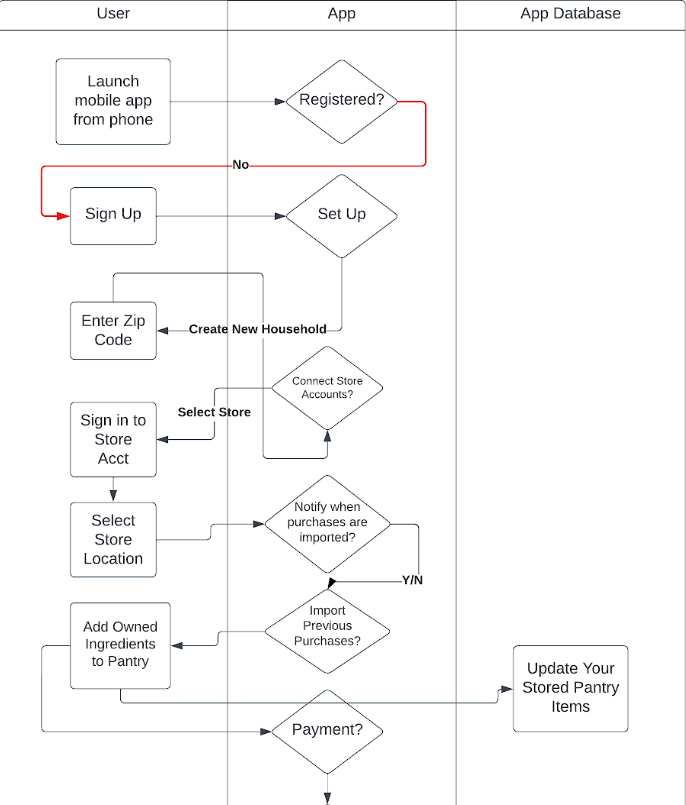 User
App
App Database
Launch
mobile app
from phone
Registered?
No
Sign Up
Set Up
Enter Zip
Code
Create New Household
Connect Store
Accounts?
Select Store
Sign in to
Store
Acct
Select
Store
Location
Notify when
purchases are
imported?
Y/N
Import
Previous
Purchases?
Add Owned
Ingredients
to Pantry
Update Your
Stored Pantry
Items
Payment?